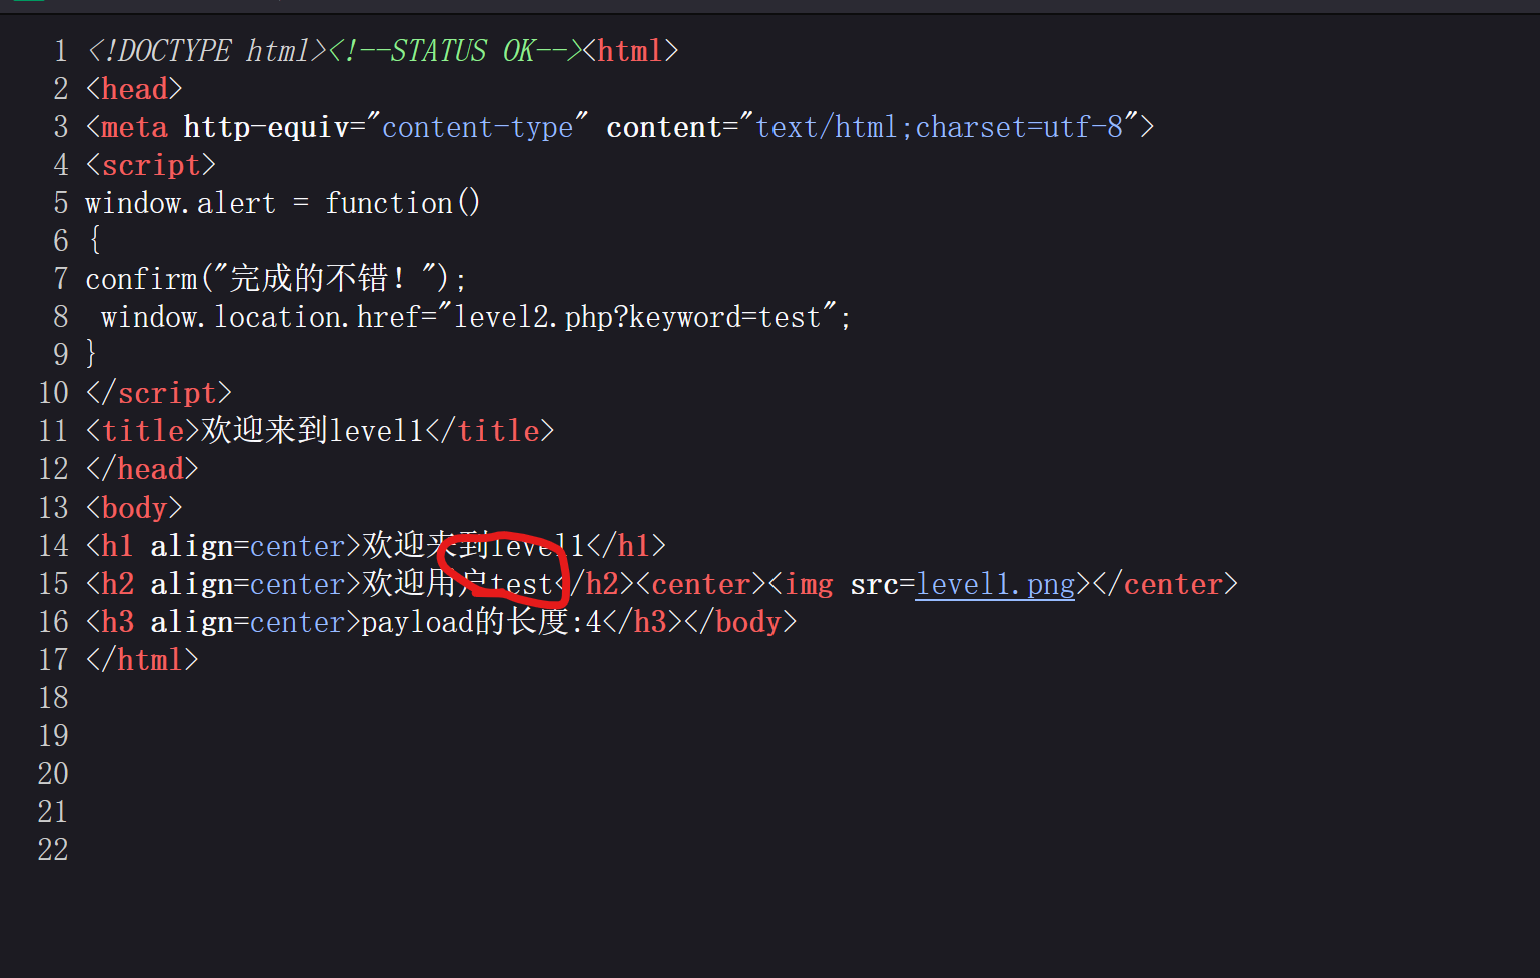 1 <!DOCTYPE html><!--STATUS OK--><html>
2 <head>
3 <meta http-equiv="content-type" content="text/html;charset=utf-8">
4 <script>
5 window.alert = function()
6 {
7 confirm("完成的不错！");
8  window.location.href="level2.php?keyword=test";
9 }
10 </script>
11 <title>欢迎来到level1</title>
12 </head>
13 <body>
14 <h1 align=center>欢迎来到level1</h1>
15 <h2 align=center>欢迎用户test</h2><center><img src=level1.png></center>
16 <h3 align=center>payload的长度:4</h3></body>
17 </html>
18
19
20
21
22